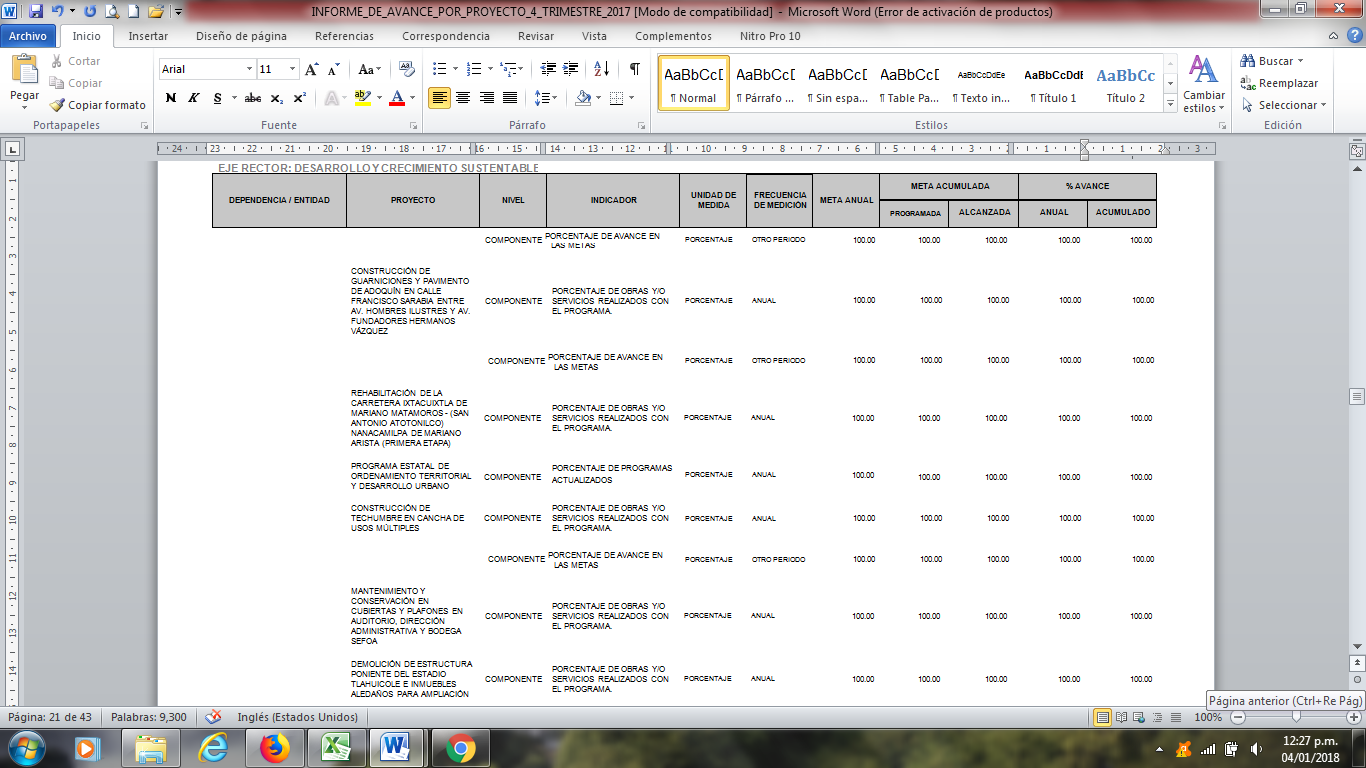 INFORME_DE_AVANCE_POR_PROYECTO_4_TRIMESTRE_2017 [Modo de compatibilidad] - Microsoft Word (Error de activación de productos)
Archivo Inicio Insertar Diseño de página Referencias Correspondencia Revisar Vista Complementos Nitro Pro 10
Pegar
Cortar
Copiar
Copiar formato
Portapapeles
Arial 11
N K S abc x₂ x²
Fuente
Párrafo
AaBbCcI AaBbCcI AaBbCcI AaBbCcI AaBbCcDdEe AaBbCcDdE AaBbCc
¶ Normal ¶ Párrafo ... ¶ Sin espa... ¶ Table Pa... ¶ Texto in... ¶ Título 1 Título 2
Cambiar
estilos
Estilos
Buscar
Reemplazar
Seleccionar
Edición
EJE RECTOR: DESARROLLO Y CRECIMIENTO SUSTENTABLE
DEPENDENCIA / ENTIDAD PROYECTO NIVEL INDICADOR UNIDAD DE MEDIDA FRECUENCIA DE MEDICIÓN META ANUAL META ACUMULADA % AVANCE
PROGRAMADA ALCANZADA ANUAL ACUMULADO
COMPONENTE PORCENTAJE DE AVANCE EN PORCENTAJE OTRO PERIODO 100.00 100.00 100.00 100.00 100.00
LAS METAS
CONSTRUCCIÓN DE
GUARNICIONES Y PAVIMENTO
DE ADOQUÍN EN CALLE
FRANCISCO SARABIA ENTRE
AV. HOMBRES ILUSTRES Y AV.
FUNDADORES HERMANOS
VÁZQUEZ
COMPONENTE
PORCENTAJE DE OBRAS Y/O
SERVICIOS REALIZADOS CON
EL PROGRAMA.
PORCENTAJE ANUAL 100.00 100.00 100.00 100.00 100.00
COMPONENTE PORCENTAJE DE AVANCE EN PORCENTAJE OTRO PERIODO 100.00 100.00 100.00 100.00 100.00
LAS METAS
REHABILITACIÓN DE LA
CARRETERA IXTACUIXTLA DE
MARIANO MATAMOROS - (SAN
ANTONIO ATOTONILCO)
NANACAMILPA DE MARIANO
ARISTA (PRIMERA ETAPA)
COMPONENTE
PORCENTAJE DE OBRAS Y/O
SERVICIOS REALIZADOS CON
EL PROGRAMA.
PORCENTAJE ANUAL 100.00 100.00 100.00 100.00 100.00
PROGRAMA ESTATAL DE
ORDENAMIENTO TERRITORIAL
Y DESARROLLO URBANO
COMPONENTE
PORCENTAJE DE PROGRAMAS
ACTUALIZADOS
PORCENTAJE ANUAL 100.00 100.00 100.00 100.00 100.00
CONSTRUCCIÓN DE
TECHUMBRE EN CANCHA DE
USOS MÚLTIPLES
COMPONENTE
PORCENTAJE DE OBRAS Y/O
SERVICIOS REALIZADOS CON
EL PROGRAMA.
PORCENTAJE ANUAL 100.00 100.00 100.00 100.00 100.00
COMPONENTE PORCENTAJE DE AVANCE EN PORCENTAJE OTRO PERIODO 100.00 100.00 100.00 100.00 100.00
LAS METAS
MANTENIMIENTO Y
CONSERVACIÓN EN
CUBIERTAS Y PLAFONES EN
AUDITORIO, DIRECCIÓN
ADMINISTRATIVA Y BODEGA
SEFOA
COMPONENTE
PORCENTAJE DE OBRAS Y/O
SERVICIOS REALIZADOS CON
EL PROGRAMA.
PORCENTAJE ANUAL 100.00 100.00 100.00 100.00 100.00
DEMOLICIÓN DE ESTRUCTURA
PONIENTE DEL ESTADIO
TLAHUICOLE E INMUEBLES
ALEDAÑOS PARA AMPLIACIÓN
COMPONENTE
PORCENTAJE DE OBRAS Y/O
SERVICIOS REALIZADOS CON
EL PROGRAMA.
PORCENTAJE ANUAL 100.00 100.00 100.00 100.00 100.00
Página anterior (Ctrl+Re Pág)
Página: 21 de 43 Palabras: 9,300 Inglés (Estados Unidos) 100%
12:27 p.m.
04/01/2018